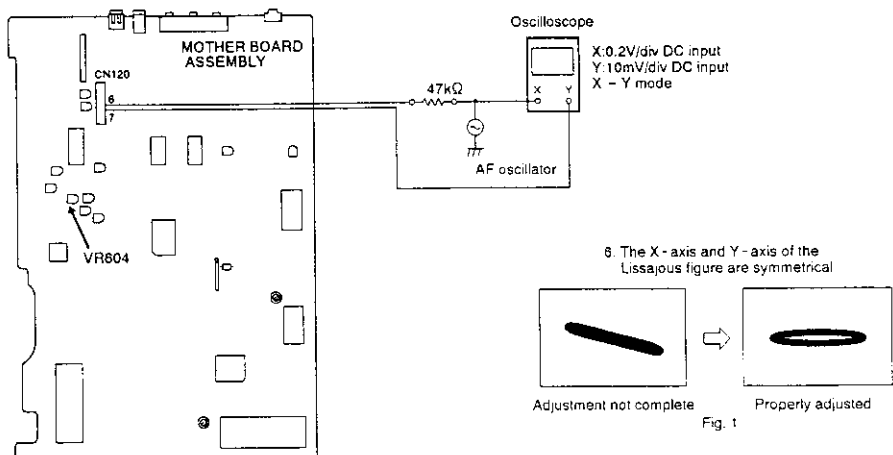 Oscilloscope
MOTHER BOARD
ASSEMBLY
X:0.2V/div DC input
Y:10mV/div DC input
X - Y mode
CN120
6
7
47kΩ
X Y
AF oscillator
VR604
6. The X-axis and Y-axis of the
Lissajous figure are symmetrical
Adjustment not complete
Properly adjusted
Fig. 1